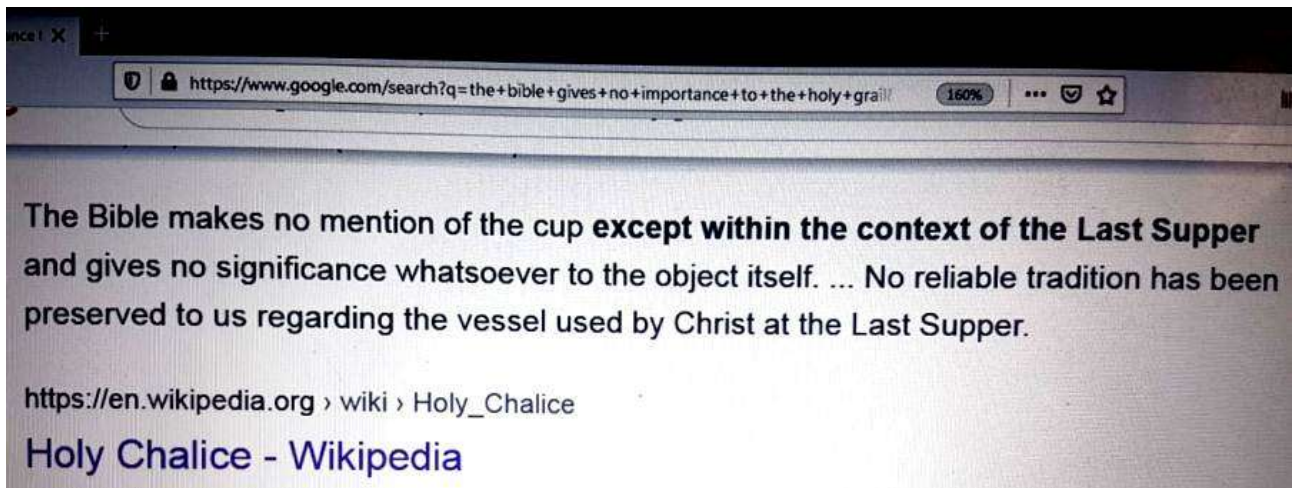 https://www.google.com/search?q=the+bible+gives+no+importance+to+the+holy+grail
160%
The Bible makes no mention of the cup except within the context of the Last Supper
and gives no significance whatsoever to the object itself. ... No reliable tradition has been
preserved to us regarding the vessel used by Christ at the Last Supper.
https://en.wikipedia.org › wiki › Holy_Chalice
Holy Chalice - Wikipedia